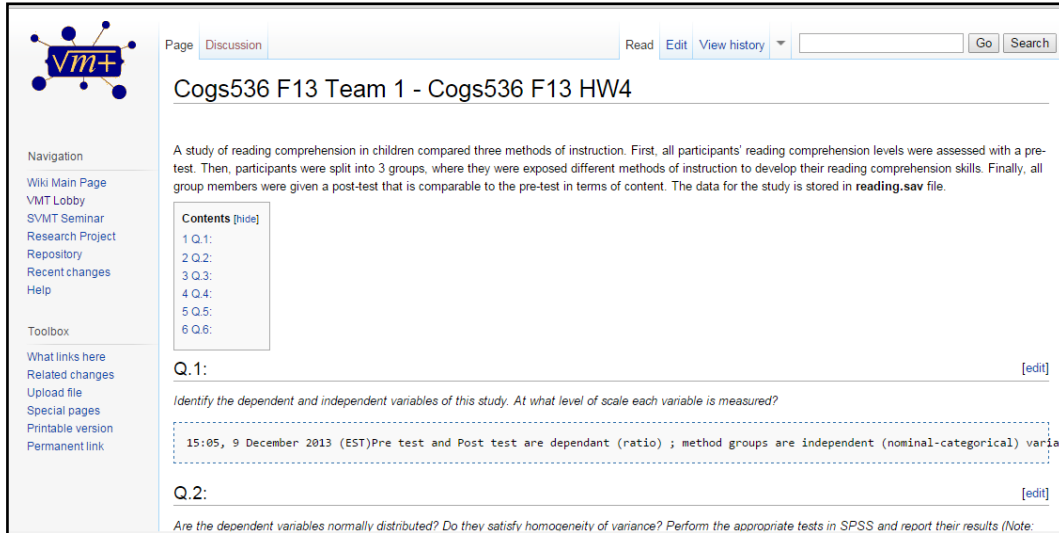 √m+
Page Discussion
Read Edit View history
Go Search
Cogs536 F13 Team 1 - Cogs536 F13 HW4
A study of reading comprehension in children compared three methods of instruction. First, all participants' reading comprehension levels were assessed with a pre-
test. Then, participants were split into 3 groups, where they were exposed different methods of instruction to develop their reading comprehension skills. Finally, all
group members were given a post-test that is comparable to the pre-test in terms of content. The data for the study is stored in reading.sav file.
Navigation
Wiki Main Page
VMT Lobby
SVMT Seminar
Research Project
Repository
Recent changes
Help
Toolbox
What links here
Related changes
Upload file
Special pages
Printable version
Permanent link
Contents [hide]
1 Q.1:
2 Q.2:
3 Q.3:
4 Q.4:
5 Q.5:
6 Q.6:
Q.1: [edit]
Identify the dependent and independent variables of this study. At what level of scale each variable is measured?
15:05, 9 December 2013 (EST)Pre test and Post test are dependant (ratio) ; method groups are independent (nominal-categorical) varia
Q.2: [edit]
Are the dependent variables normally distributed? Do they satisfy homogeneity of variance? Perform the appropriate tests in SPSS and report their results (Note: